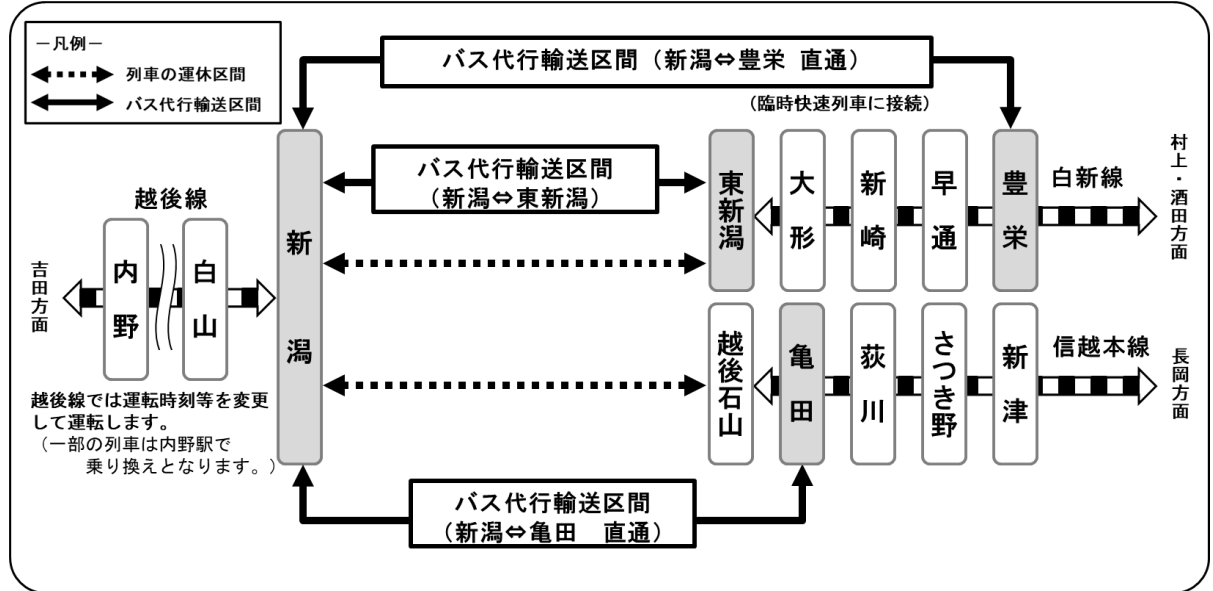 －凡例－
列車の運休区間
バス代行輸送区間
バス代行輸送区間（新潟⇔豊栄 直通）
（臨時快速列車に接続）
バス代行輸送区間
（新潟⇔東新潟）
越後線
吉田方面
内野
白山
新潟
東新潟
大形
新崎
早通
豊栄
白新線
村上・酒田方面
越後石山
亀田
荻川
さつき野
新津
信越本線
長岡方面
越後線では運転時刻等を変更
して運転します。
（一部の列車は内野駅で
乗り換えとなります。）
バス代行輸送区間
（新潟⇔亀田　直通）